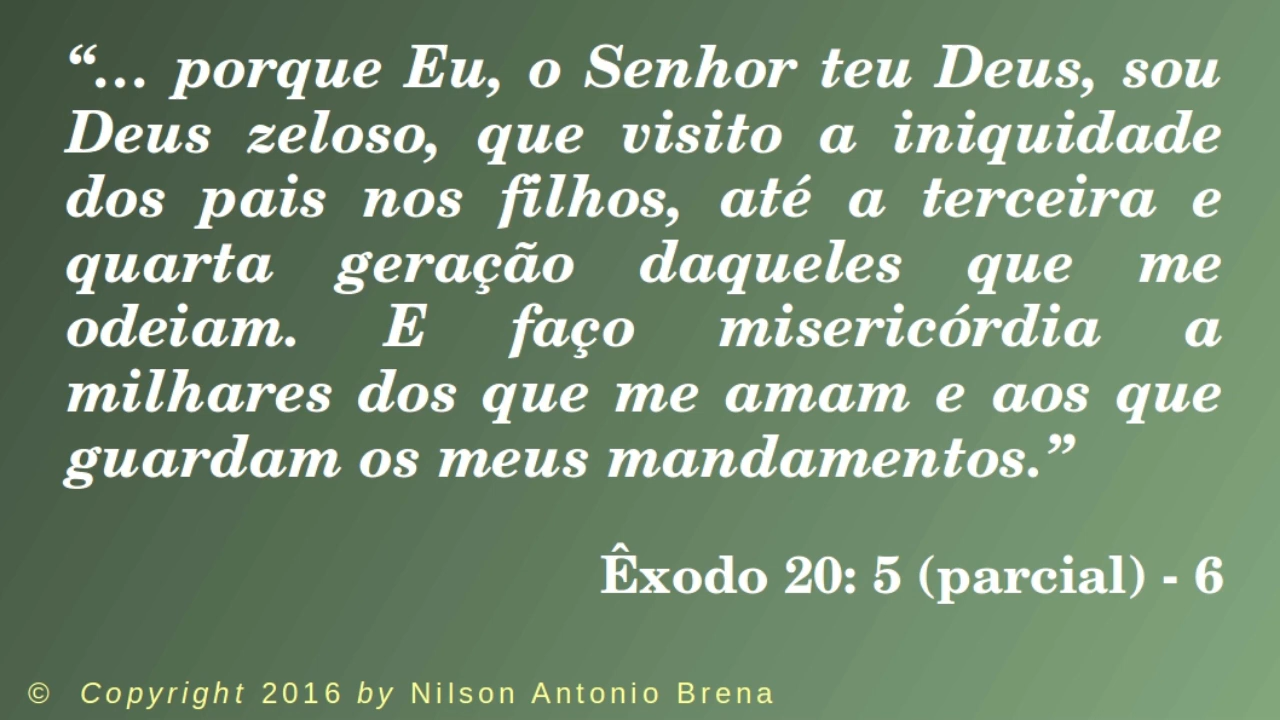 “... porque Eu, o Senhor teu Deus, sou
Deus zeloso, que visito a iniquidade
dos pais nos filhos, até a terceira e
quarta geração daqueles que me
odeiam. E faço misericórdia a
milhares dos que me amam e aos que
guardam os meus mandamentos.”
Êxodo 20: 5 (parcial) - 6
© Copyright 2016 by Nilson Antonio Brena